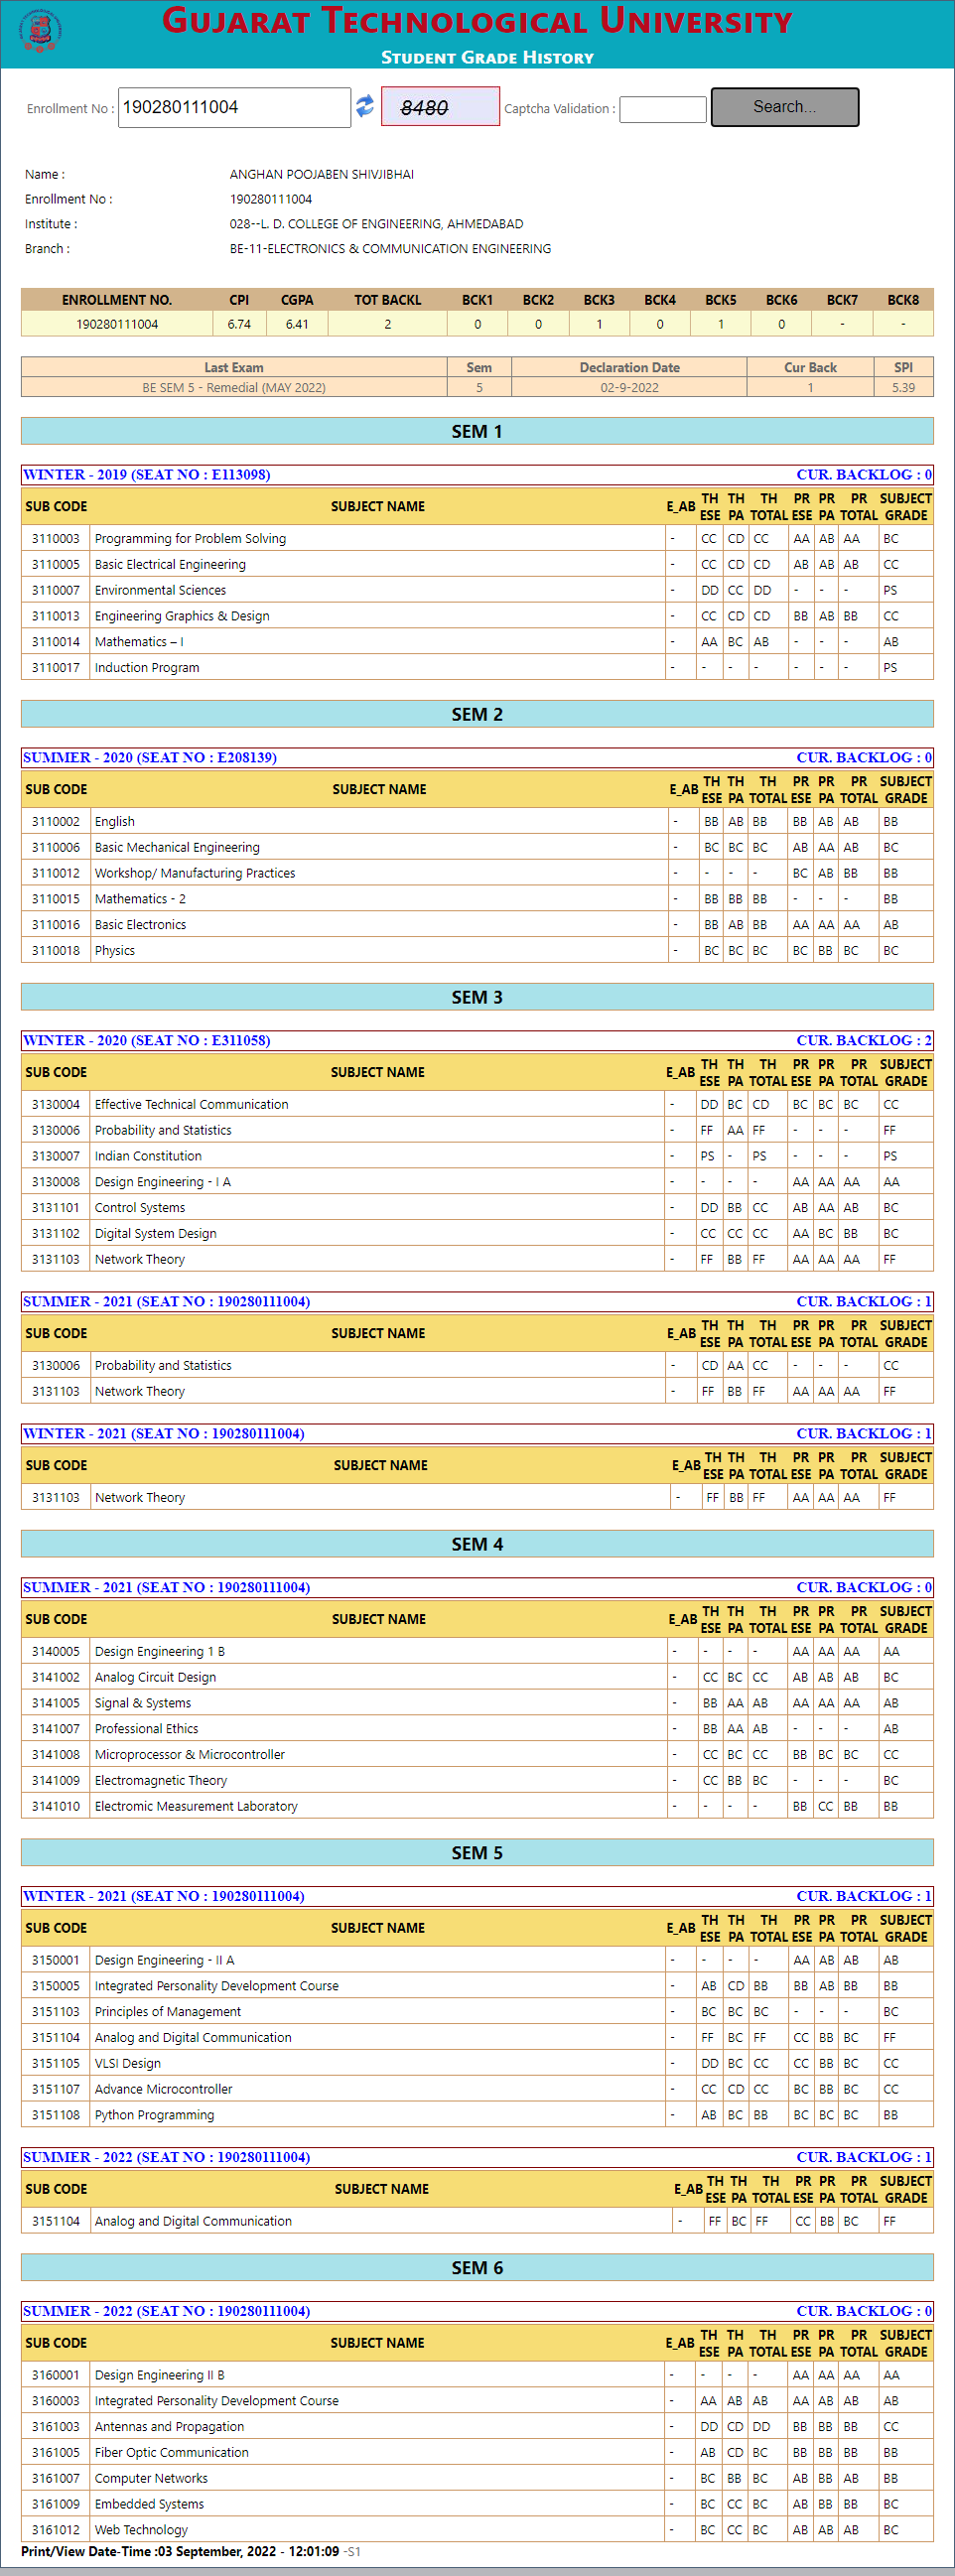 GUJARAT TECHNOLOGICAL UNIVERSITY
STUDENT GRADE HISTORY
Enrollment No : 190280111004 8480 Captcha Validation : Search...
Name : ANGHAN POOJABEN SHIVJIBHAI
Enrollment No : 190280111004
Institute : 028--L. D. COLLEGE OF ENGINEERING, AHMEDABAD
Branch : BE-11-ELECTRONICS & COMMUNICATION ENGINEERING
ENROLLMENT NO. CPI CGPA TOT BACKL BCK1 BCK2 BCK3 BCK4 BCK5 BCK6 BCK7 BCK8
190280111004 6.74 6.41 2 0 0 1 0 1 0 - -
Last Exam Sem Declaration Date Cur Back SPI
BE SEM 5 - Remedial (MAY 2022) 5 02-9-2022 1 5.39
SEM 1
WINTER - 2019 (SEAT NO : E113098) CUR. BACKLOG : 0
SUB CODE SUBJECT NAME E_AB TH ESE TH PA TH TOTAL PR ESE PR PA PR TOTAL SUBJECT GRADE
3110003 Programming for Problem Solving - CC CD CC AA AB AA BC
3110005 Basic Electrical Engineering - CC CD CD AB AB AB CC
3110007 Environmental Sciences - DD CC DD - - - PS
3110013 Engineering Graphics & Design - CC CD CD BB AB BB CC
3110014 Mathematics – I - AA BC AB - - - AB
3110017 Induction Program - - - - - - - PS
SEM 2
SUMMER - 2020 (SEAT NO : E208139) CUR. BACKLOG : 0
SUB CODE SUBJECT NAME E_AB TH ESE TH PA TH TOTAL PR ESE PR PA PR TOTAL SUBJECT GRADE
3110002 English - BB AB BB BB AB AB BB
3110006 Basic Mechanical Engineering - BC BC BC AB AA AB BC
3110012 Workshop/ Manufacturing Practices - - - - BC AB BB BB
3110015 Mathematics - 2 - BB BB BB - - - BB
3110016 Basic Electronics - BB AB BB AA AA AA AB
3110018 Physics - BC BC BC BC BB BC BC
SEM 3
WINTER - 2020 (SEAT NO : E311058) CUR. BACKLOG : 2
SUB CODE SUBJECT NAME E_AB TH ESE TH PA TH TOTAL PR ESE PR PA PR TOTAL SUBJECT GRADE
3130004 Effective Technical Communication - DD BC CD BC BC BC CC
3130006 Probability and Statistics - FF AA FF - - - FF
3130007 Indian Constitution - PS - PS - - - PS
3130008 Design Engineering - I A - - - - AA AA AA AA
3131101 Control Systems - DD BB CC AB AA AB BC
3131102 Digital System Design - CC CC CC AA BC BB BC
3131103 Network Theory - FF BB FF AA AA AA FF
SUMMER - 2021 (SEAT NO : 190280111004) CUR. BACKLOG : 1
SUB CODE SUBJECT NAME E_AB TH ESE TH PA TH TOTAL PR ESE PR PA PR TOTAL SUBJECT GRADE
3130006 Probability and Statistics - CD AA CC - - - CC
3131103 Network Theory - FF BB FF AA AA AA FF
WINTER - 2021 (SEAT NO : 190280111004) CUR. BACKLOG : 1
SUB CODE SUBJECT NAME E_AB TH ESE TH PA TH TOTAL PR ESE PR PA PR TOTAL SUBJECT GRADE
3131103 Network Theory - FF BB FF AA AA AA FF
SEM 4
SUMMER - 2021 (SEAT NO : 190280111004) CUR. BACKLOG : 0
SUB CODE SUBJECT NAME E_AB TH ESE TH PA TH TOTAL PR ESE PR PA PR TOTAL SUBJECT GRADE
3140005 Design Engineering 1 B - - - - AA AA AA AA
3141002 Analog Circuit Design - CC BC CC AB AB AB BC
3141005 Signal & Systems - BB AA AB AA AA AA AB
3141007 Professional Ethics - BB AA AB - - - AB
3141008 Microprocessor & Microcontroller - CC BC CC BB BC BC CC
3141009 Electromagnetic Theory - CC BB BC - - - BC
3141010 Electromic Measurement Laboratory - - - - BB CC BB BB
SEM 5
WINTER - 2021 (SEAT NO : 190280111004) CUR. BACKLOG : 1
SUB CODE SUBJECT NAME E_AB TH ESE TH PA TH TOTAL PR ESE PR PA PR TOTAL SUBJECT GRADE
3150001 Design Engineering - II A - - - - AA AB AB AB
3150005 Integrated Personality Development Course - AB CD BB BB AB BB BB
3151103 Principles of Management - BC BC BC - - - BC
3151104 Analog and Digital Communication - FF BC FF CC BB BC FF
3151105 VLSI Design - DD BC CC CC BB BC CC
3151107 Advance Microcontroller - CC CD CC BC BB BC CC
3151108 Python Programming - AB BC BB BC BC BC BB
SUMMER - 2022 (SEAT NO : 190280111004) CUR. BACKLOG : 1
SUB CODE SUBJECT NAME E_AB TH ESE TH PA TH TOTAL PR ESE PR PA PR TOTAL SUBJECT GRADE
3151104 Analog and Digital Communication - FF BC FF CC BB BC FF
SEM 6
SUMMER - 2022 (SEAT NO : 190280111004) CUR. BACKLOG : 0
SUB CODE SUBJECT NAME E_AB TH ESE TH PA TH TOTAL PR ESE PR PA PR TOTAL SUBJECT GRADE
3160001 Design Engineering II B - - - - AA AA AA AA
3160003 Integrated Personality Development Course - AA AB AB AA AB AB AB
3161003 Antennas and Propagation - DD CD DD BB BB BB CC
3161005 Fiber Optic Communication - AB CD BC BB BB BB BB
3161007 Computer Networks - BC BB BC AB BB AB BB
3161009 Embedded Systems - BC CC BC AB BB BB BC
3161012 Web Technology - BC CC BC AB AB AB BC
Print/View Date-Time :03 September, 2022 - 12:01:09 -S1